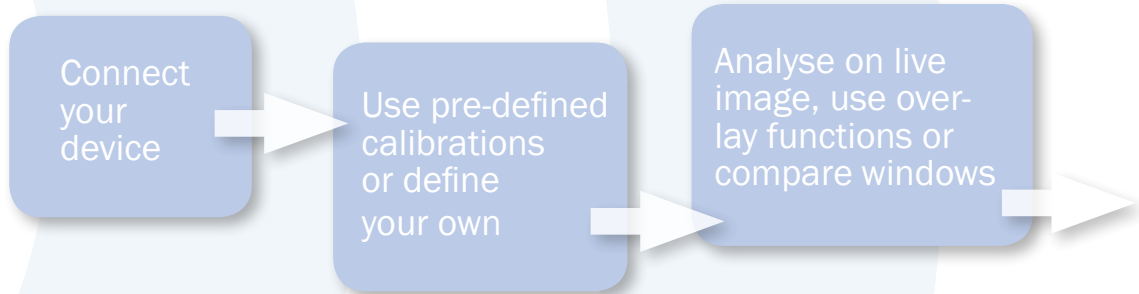 Connect
your
device
Use pre-defined
calibrations
or define
your own
Analyse on live
image, use over-
lay functions or
compare windows